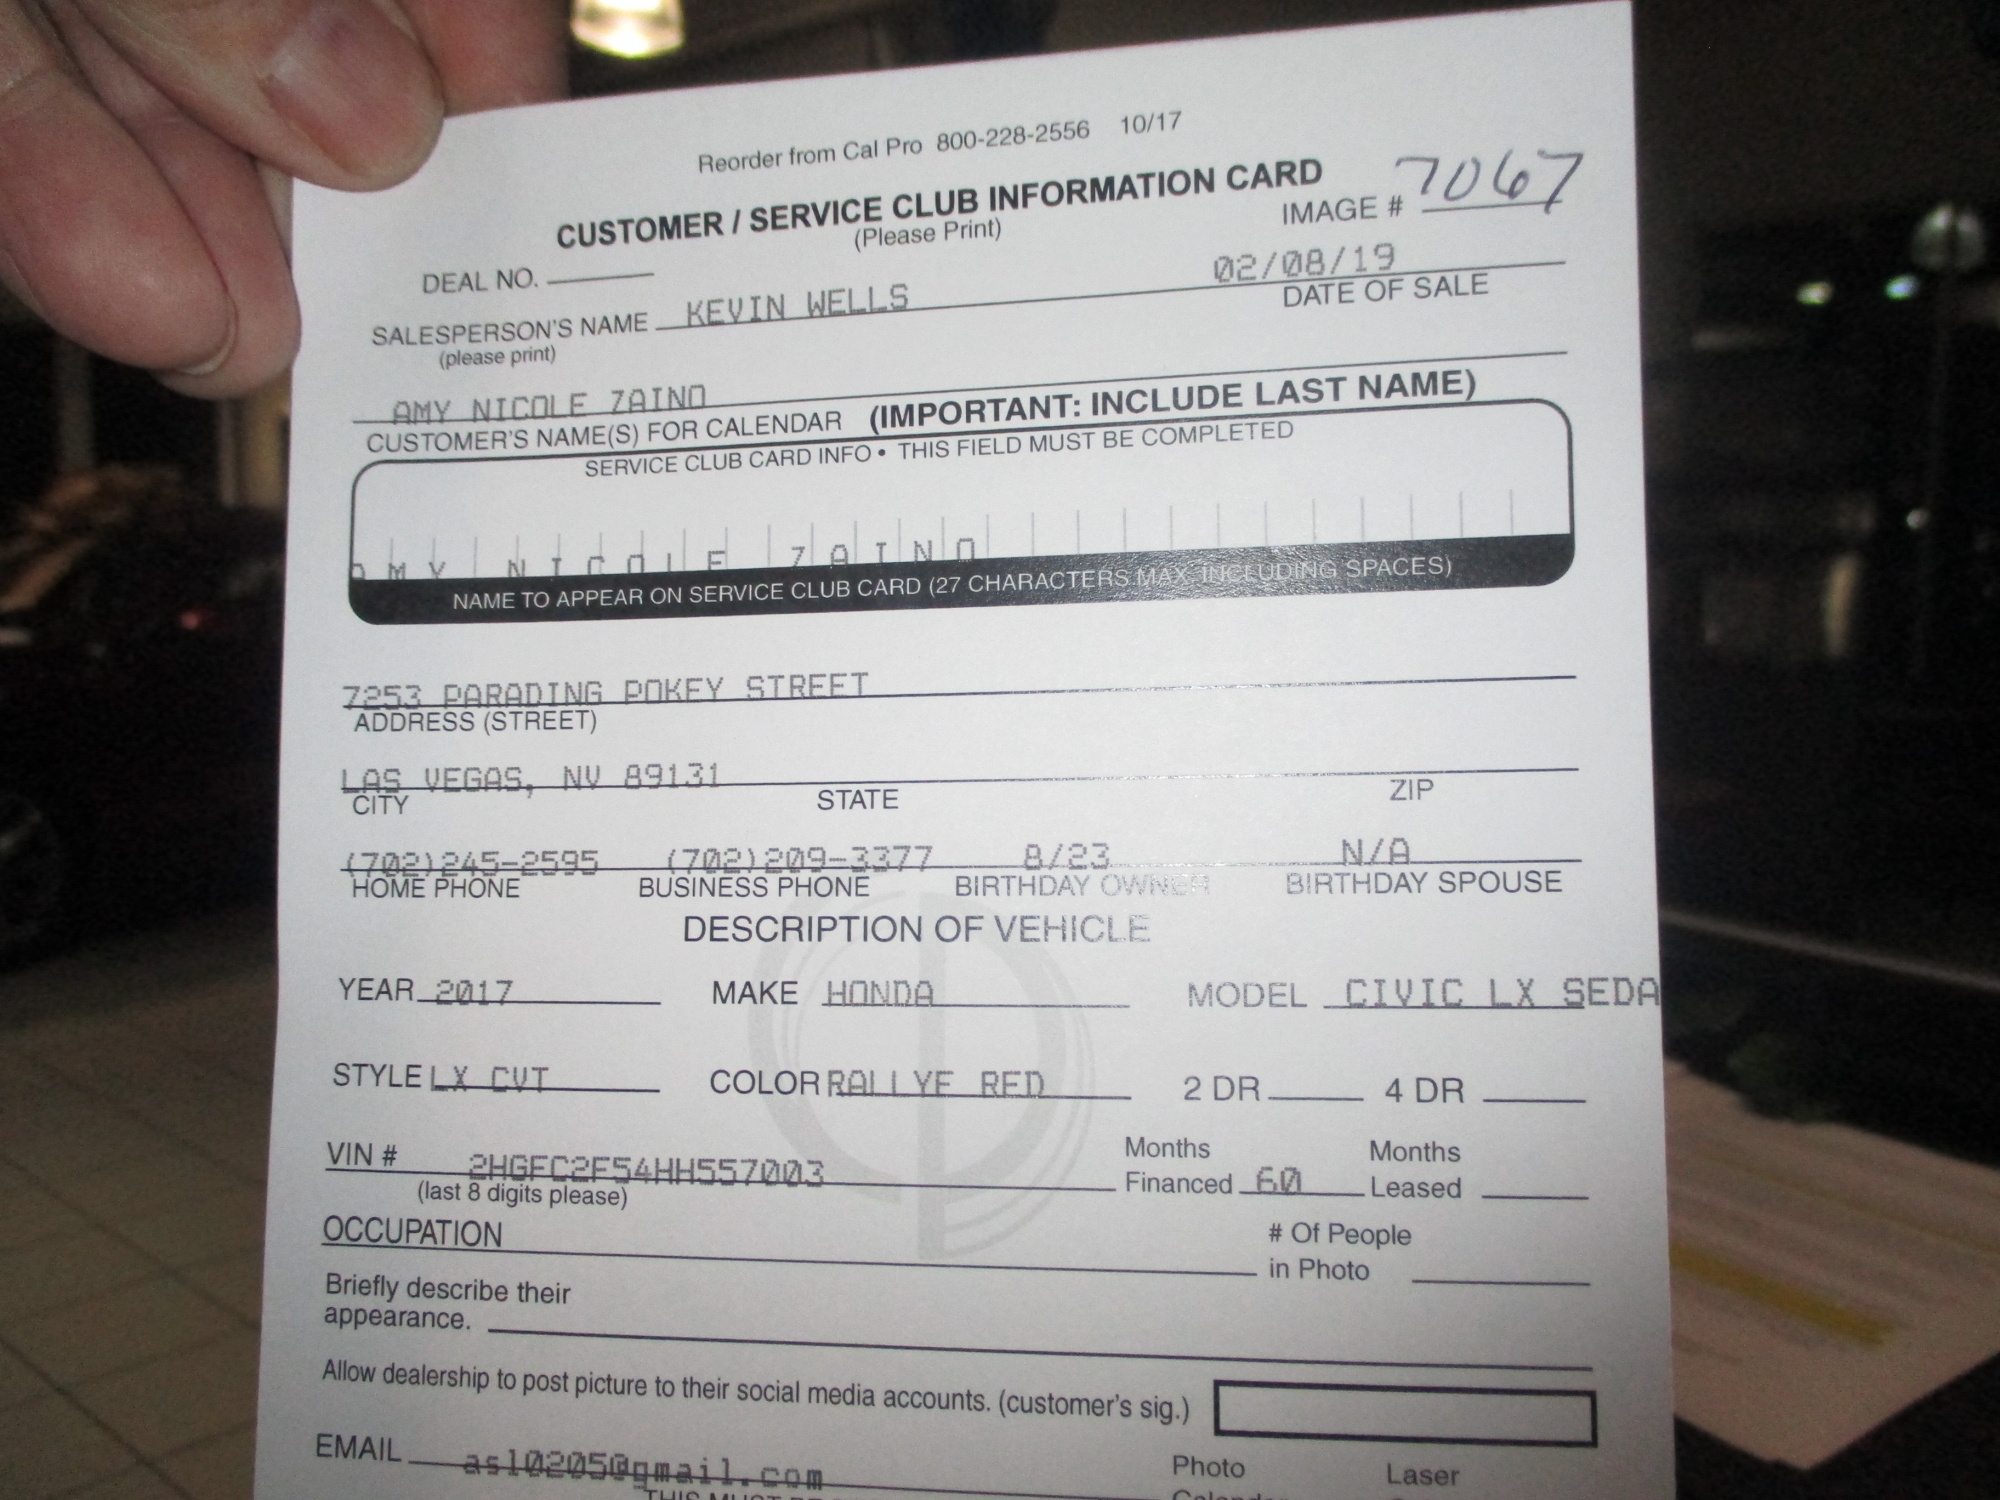 Reorder from Cal Pro 800-228-2556 10/17
CUSTOMER / SERVICE CLUB INFORMATION CARD
(Please Print)
IMAGE # 7067
DEAL NO.
02/08/19
DATE OF SALE
SALESPERSON'S NAME KEVIN WELLS
(please print)
AMY NICOLE ZAINO
CUSTOMER'S NAME(S) FOR CALENDAR (IMPORTANT: INCLUDE LAST NAME)
SERVICE CLUB CARD INFO • THIS FIELD MUST BE COMPLETED
AMY NICOLE ZAINO
NAME TO APPEAR ON SERVICE CLUB CARD (27 CHARACTERS MAX, INCLUDING SPACES)
7253 PARADING POKEY STREET
ADDRESS (STREET)
LAS VEGAS, NV 89131
CITY STATE ZIP
(702)245-2595 (702)209-3377 8/23 N/A
HOME PHONE BUSINESS PHONE BIRTHDAY OWNER BIRTHDAY SPOUSE
DESCRIPTION OF VEHICLE
YEAR 2017 MAKE HONDA MODEL CIVIC LX SEDA
STYLE LX CVT COLOR RALLYE RED 2 DR 4 DR
VIN # 2HGFC2F54HH557003
(last 8 digits please)
Months Financed 60 Months Leased
OCCUPATION
# Of People in Photo
Briefly describe their
appearance.
Allow dealership to post picture to their social media accounts. (customer's sig.)
EMAIL asl0205@gmail.com
Photo Laser